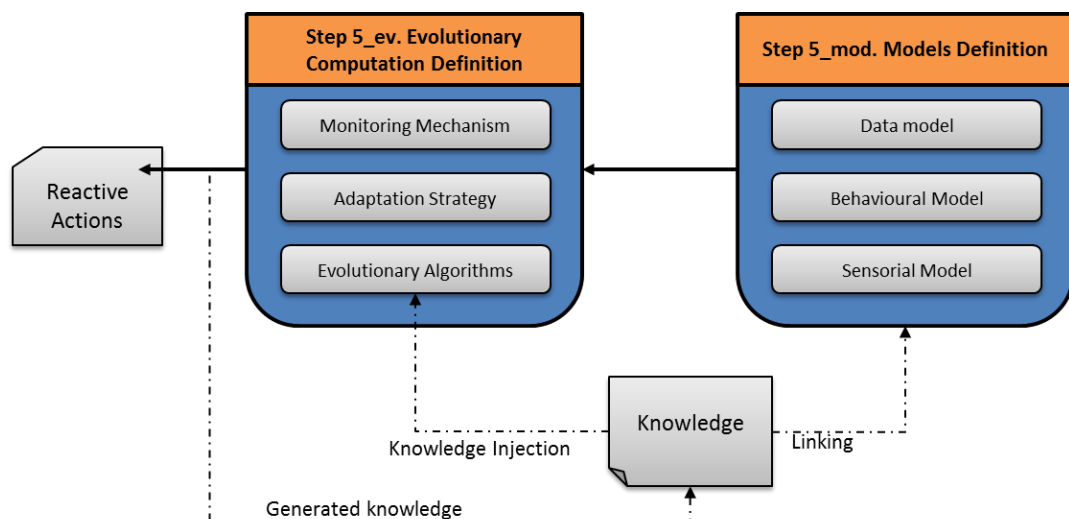 Step 5_ev. Evolutionary
Computation Definition
Monitoring Mechanism
Adaptation Strategy
Evolutionary Algorithms
Step 5_mod. Models Definition
Data model
Behavioural Model
Sensorial Model
Reactive
Actions
Knowledge
Knowledge Injection
Linking
Generated knowledge